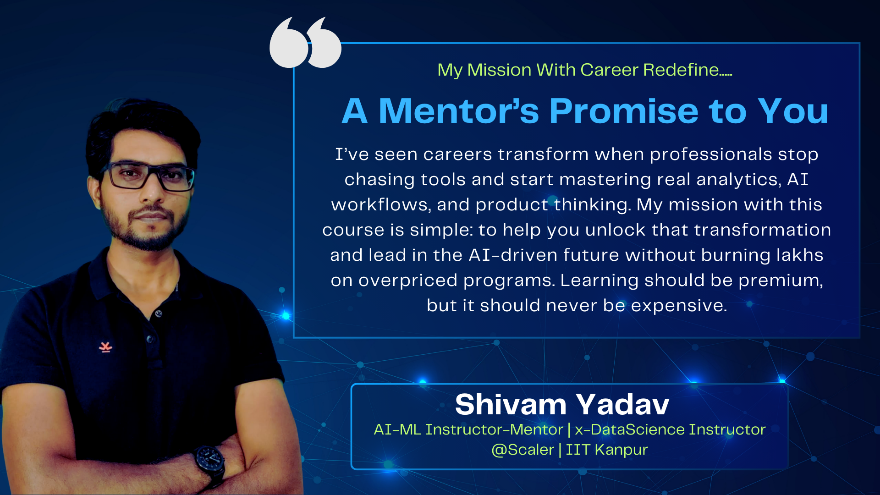 My Mission With Career Redefine.....
A Mentor's Promise to You
I've seen careers transform when professionals stop
chasing tools and start mastering real analytics, AI
workflows, and product thinking. My mission with this
course is simple: to help you unlock that transformation
and lead in the AI-driven future without burning lakhs
on overpriced programs. Learning should be premium,
but it should never be expensive.
Shivam Yadav
AI-ML Instructor-Mentor | x-DataScience Instructor
@Scaler | IIT Kanpur